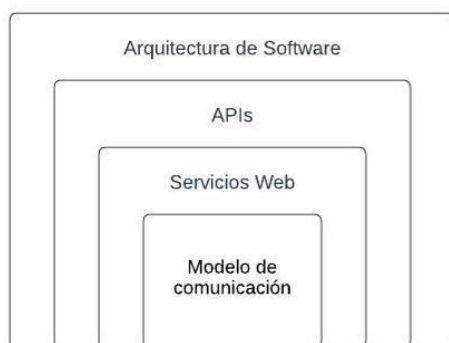 Arquitectura de Software
APIs
Servicios Web
Modelo de
comunicación